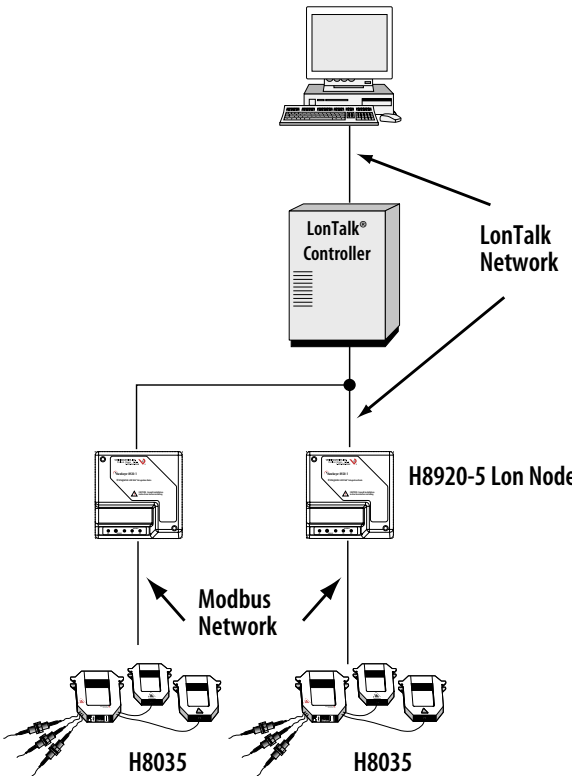 LonTalk®
Controller
LonTalk
Network
H8920-5 Lon Node
Modbus
Network
H8035
H8035